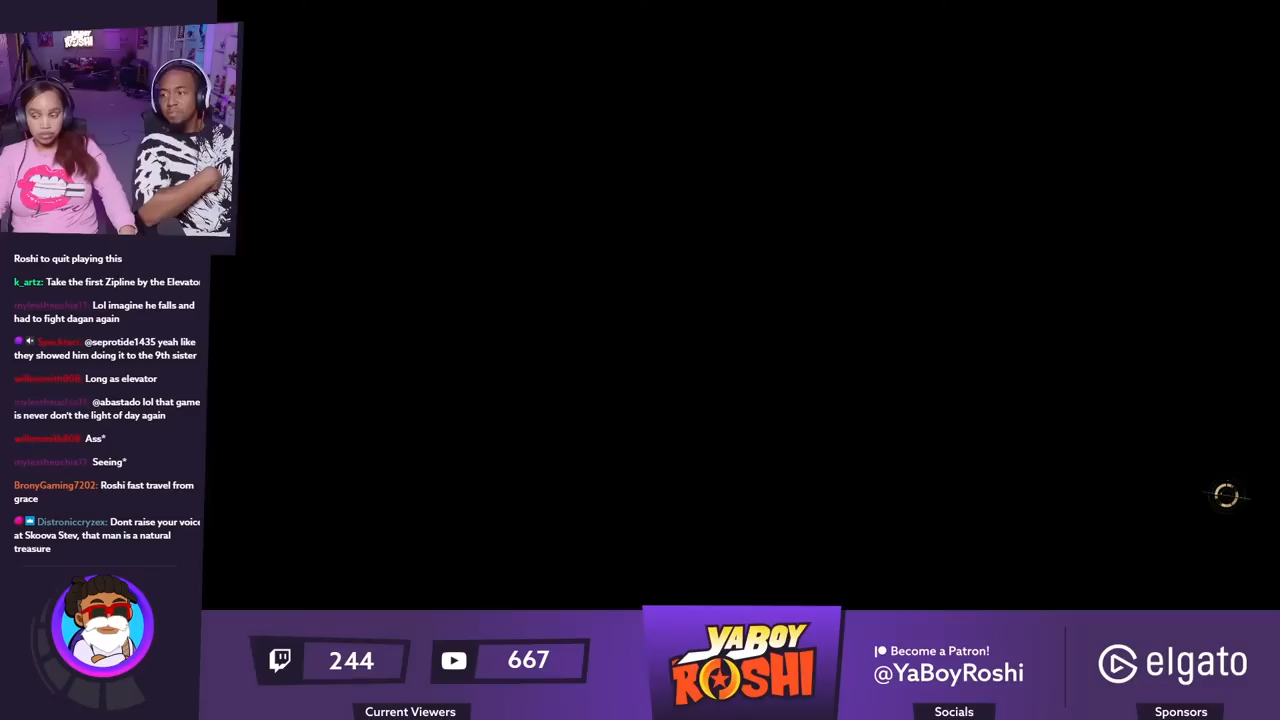 YABOY
ROSHI
Roshi to quit playing this
k_artz: Take the first Zipline by the Elevator
Lol imagine he falls and
had to fight dagan again
@seprotide1435 yeah like
they showed him doing it to the 9th sister
Long as elevator
@abastado lol that game
is never don't the light of day again
Ass*
Seeing*
BronyGaming7202: Roshi fast travel from
grace
Distroniccryzex: Dont raise your voice
at Skoova Stev, that man is a natural
treasure
244
667
Current Viewers
YABOY
ROSHI
Become a Patron!
@YaBoyRoshi
Socials
elgato
Sponsors